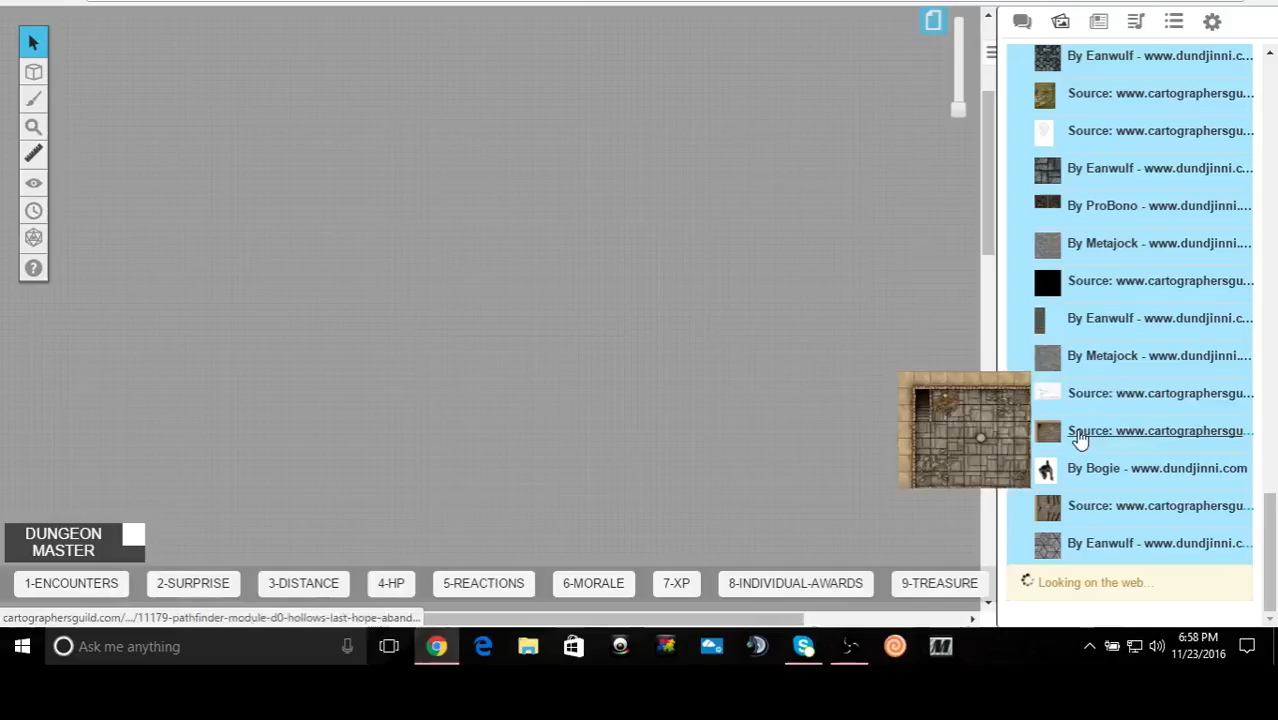 By Eanwulf - www.dundjinni.c...
Source: www.cartographersgu...
Source: www.cartographersgu...
By Eanwulf - www.dundjinni.c...
By ProBono - www.dundjinni....
By Metajock - www.dundjinni....
Source: www.cartographersgu...
By Eanwulf - www.dundjinni.c...
By Metajock - www.dundjinni....
Source: www.cartographersgu...
Source: www.cartographersgu...
By Bogie - www.dundjinni.com
Source: www.cartographersgu...
By Eanwulf - www.dundjinni.c...
Looking on the web...
DUNGEON
MASTER
1-ENCOUNTERS 2-SURPRISE 3-DISTANCE 4-HP 5-REACTIONS 6-MORALE 7-XP 8-INDIVIDUAL-AWARDS 9-TREASURE
cartographersguild.com/.../11179-pathfinder-module-d0-hollows-last-hope-aband...
Ask me anything
6:58 PM
11/23/2016